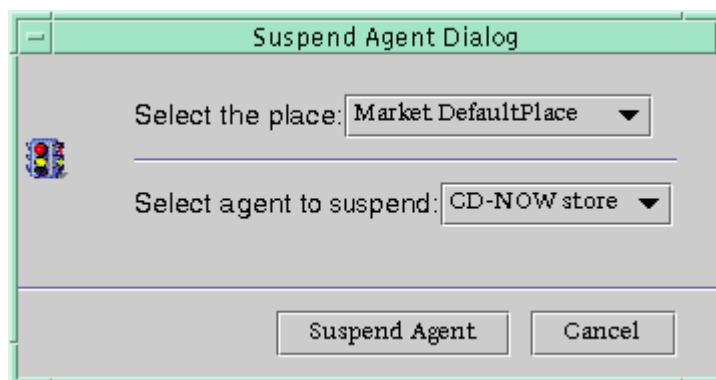 Suspend Agent Dialog
Select the place: Market DefaultPlace
Select agent to suspend: CD-NOW store
Suspend Agent Cancel